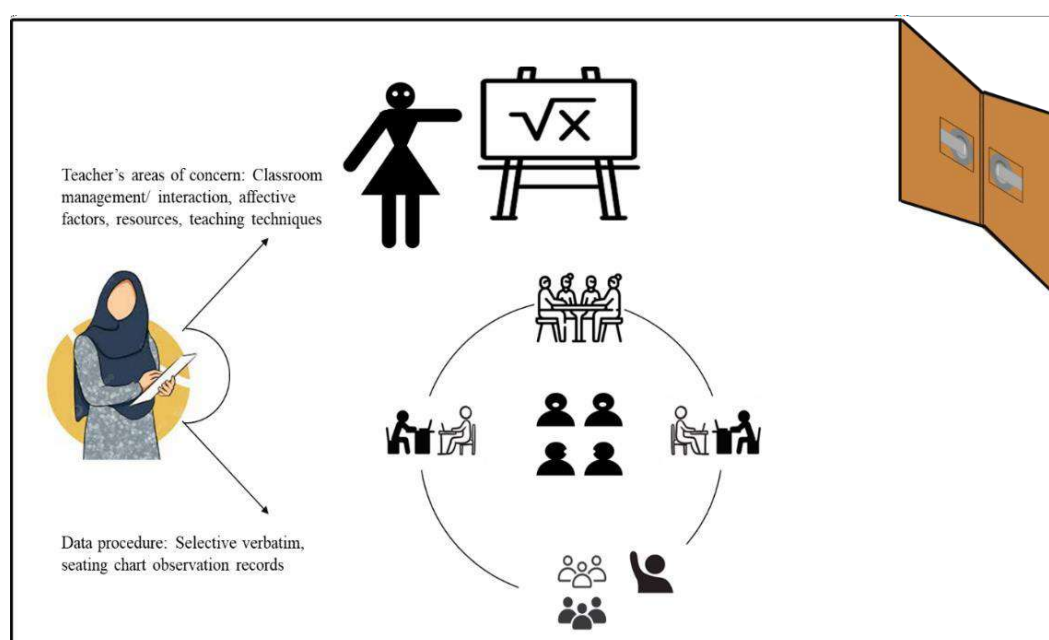 √x
Teacher's areas of concern: Classroom
management/ interaction, affective
factors, resources, teaching techniques
Data procedure: Selective verbatim,
seating chart observation records